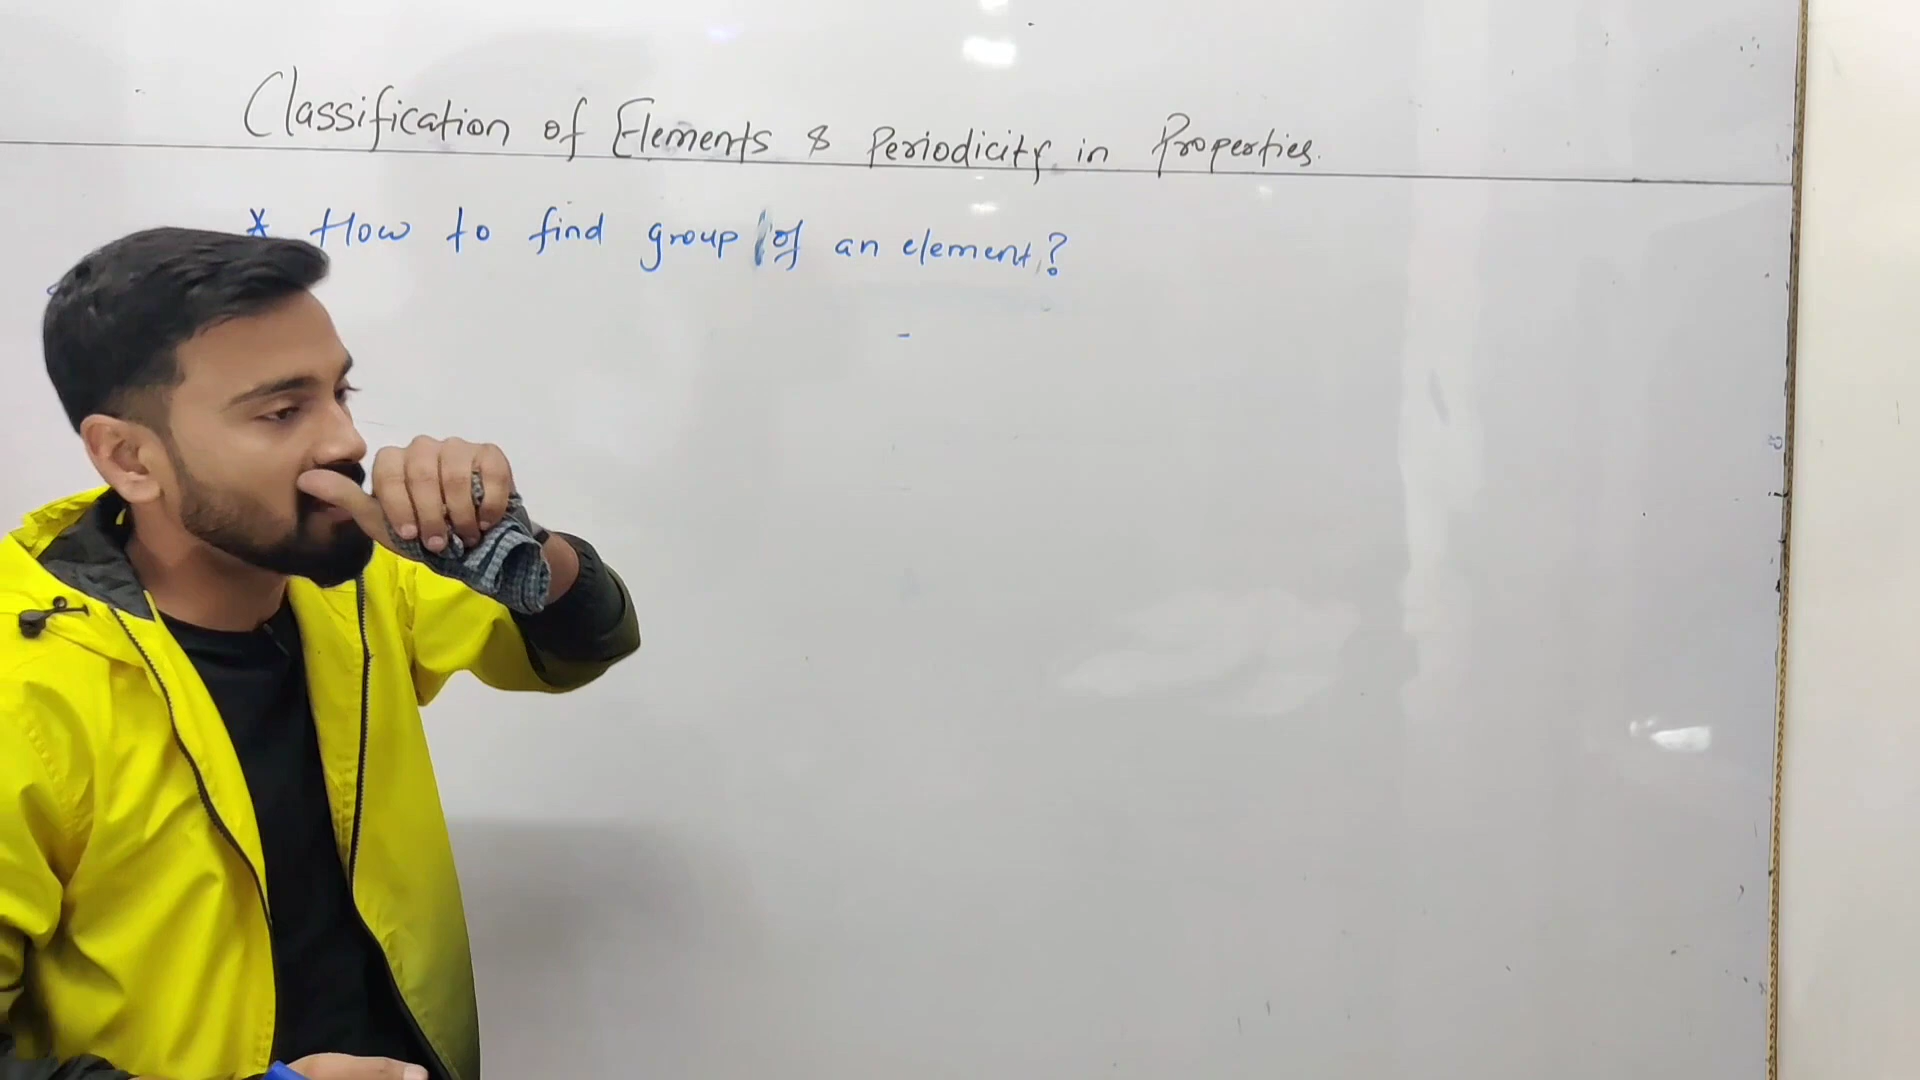 Classification of Elements & Periodicity in Properties.
* How to find group of an element?